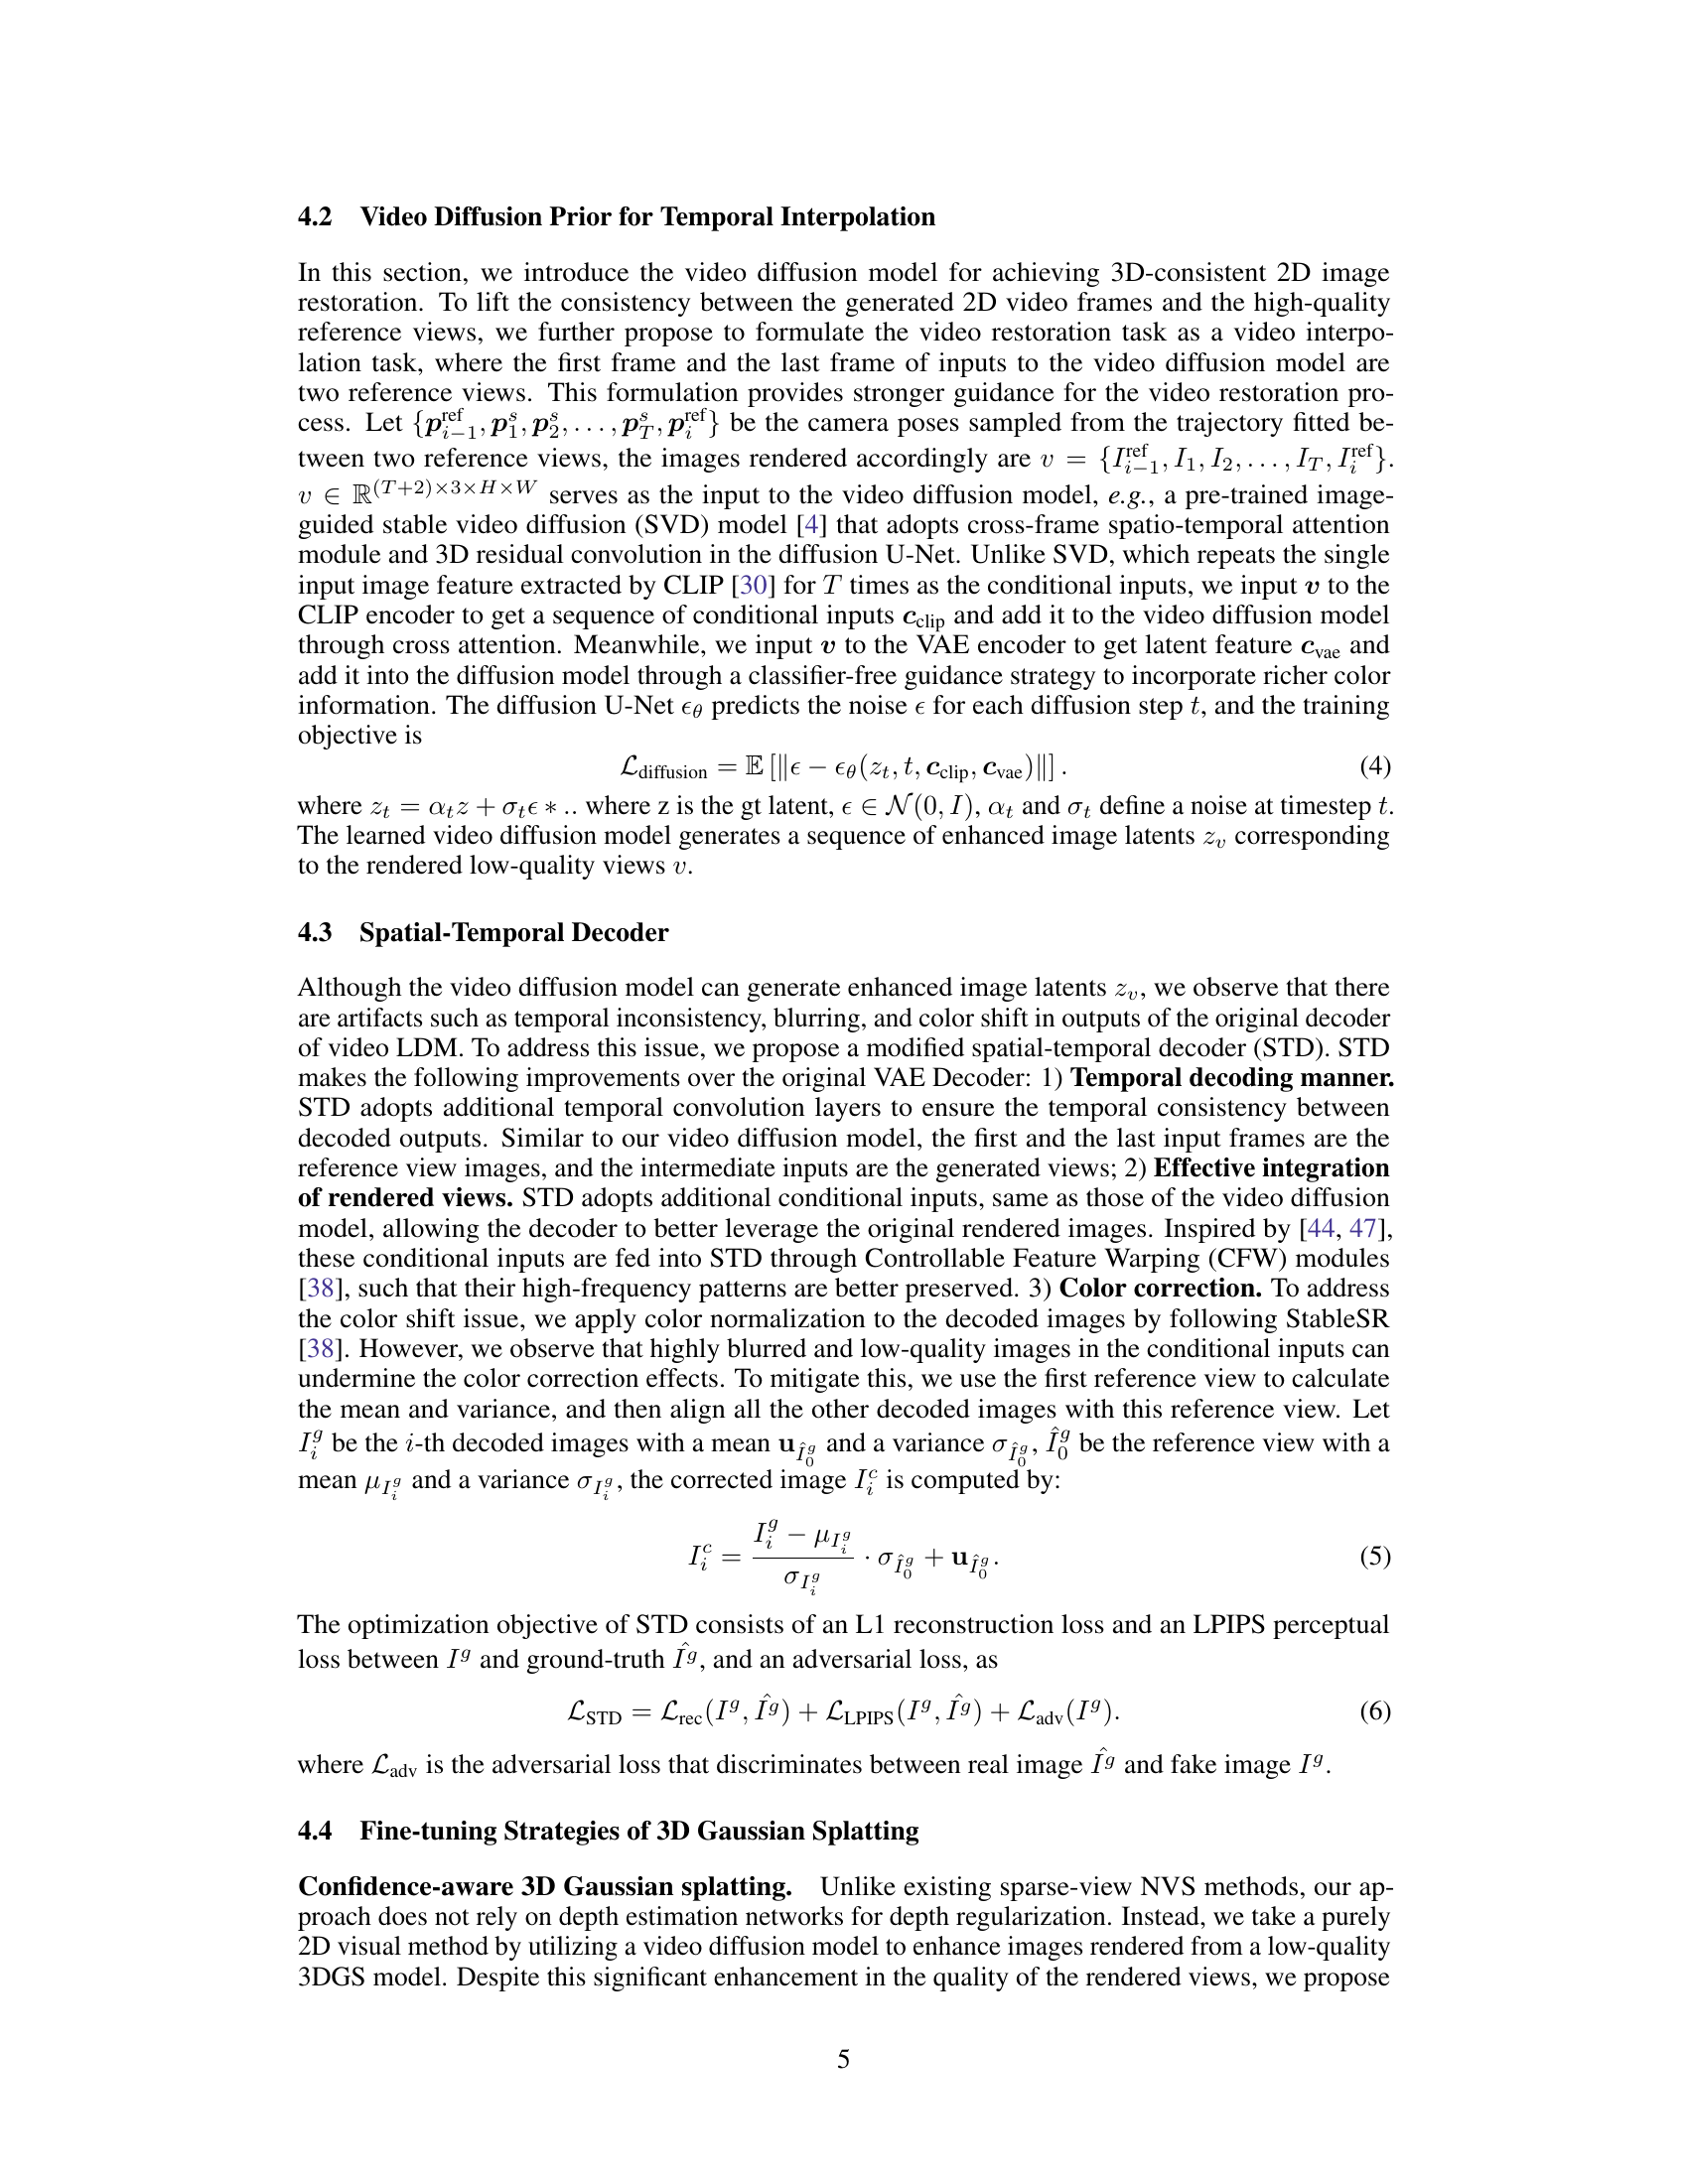 4.2 Video Diffusion Prior for Temporal Interpolation
In this section, we introduce the video diffusion model for achieving 3D-consistent 2D image
restoration. To lift the consistency between the generated 2D video frames and the high-quality
reference views, we further propose to formulate the video restoration task as a video interpo-
lation task, where the first frame and the last frame of inputs to the video diffusion model are
two reference views. This formulation provides stronger guidance for the video restoration pro-
cess. Let $\{\boldsymbol{p}_{i-1}^{\text{ref}}, \boldsymbol{p}_1^s, \boldsymbol{p}_2^s, \ldots, \boldsymbol{p}_T^s, \boldsymbol{p}_i^{\text{ref}}\}$ be the camera poses sampled from the trajectory fitted be-
tween two reference views, the images rendered accordingly are $v = \{I_{i-1}^{\text{ref}}, I_1, I_2, \ldots, I_T, I_i^{\text{ref}}\}$.
$v \in \mathbb{R}^{(T+2)\times 3\times H\times W}$ serves as the input to the video diffusion model, e.g., a pre-trained image-
guided stable video diffusion (SVD) model [4] that adopts cross-frame spatio-temporal attention
module and 3D residual convolution in the diffusion U-Net. Unlike SVD, which repeats the single
input image feature extracted by CLIP [30] for $T$ times as the conditional inputs, we input $\boldsymbol{v}$ to the
CLIP encoder to get a sequence of conditional inputs $\boldsymbol{c}_{\text{clip}}$ and add it to the video diffusion model
through cross attention. Meanwhile, we input $\boldsymbol{v}$ to the VAE encoder to get latent feature $\boldsymbol{c}_{\text{vae}}$ and
add it into the diffusion model through a classifier-free guidance strategy to incorporate richer color
information. The diffusion U-Net $\epsilon_\theta$ predicts the noise $\epsilon$ for each diffusion step $t$, and the training
objective is
$\mathcal{L}_{\text{diffusion}} = \mathbb{E}\left[\|\epsilon - \epsilon_\theta(z_t, t, \boldsymbol{c}_{\text{clip}}, \boldsymbol{c}_{\text{vae}})\|\right].$ (4)
where $z_t = \alpha_t z + \sigma_t \epsilon *$ .. where z is the gt latent, $\epsilon \in \mathcal{N}(0, I)$, $\alpha_t$ and $\sigma_t$ define a noise at timestep $t$.
The learned video diffusion model generates a sequence of enhanced image latents $z_v$ corresponding
to the rendered low-quality views $v$.
4.3 Spatial-Temporal Decoder
Although the video diffusion model can generate enhanced image latents $z_v$, we observe that there
are artifacts such as temporal inconsistency, blurring, and color shift in outputs of the original decoder
of video LDM. To address this issue, we propose a modified spatial-temporal decoder (STD). STD
makes the following improvements over the original VAE Decoder: 1) Temporal decoding manner.
STD adopts additional temporal convolution layers to ensure the temporal consistency between
decoded outputs. Similar to our video diffusion model, the first and the last input frames are the
reference view images, and the intermediate inputs are the generated views; 2) Effective integration
of rendered views. STD adopts additional conditional inputs, same as those of the video diffusion
model, allowing the decoder to better leverage the original rendered images. Inspired by [44, 47],
these conditional inputs are fed into STD through Controllable Feature Warping (CFW) modules
[38], such that their high-frequency patterns are better preserved. 3) Color correction. To address
the color shift issue, we apply color normalization to the decoded images by following StableSR
[38]. However, we observe that highly blurred and low-quality images in the conditional inputs can
undermine the color correction effects. To mitigate this, we use the first reference view to calculate
the mean and variance, and then align all the other decoded images with this reference view. Let
$I_i^g$ be the $i$-th decoded images with a mean $\mathbf{u}_{\hat{I}_0^g}$ and a variance $\sigma_{\hat{I}_0^g}$, $\hat{I}_0^g$ be the reference view with a
mean $\mu_{I_i^g}$ and a variance $\sigma_{I_i^g}$, the corrected image $I_i^c$ is computed by:
$I_i^c = \frac{I_i^g - \mu_{I_i^g}}{\sigma_{I_i^g}} \cdot \sigma_{\hat{I}_0^g} + \mathbf{u}_{\hat{I}_0^g}.$ (5)
The optimization objective of STD consists of an L1 reconstruction loss and an LPIPS perceptual
loss between $I^g$ and ground-truth $\hat{I^g}$, and an adversarial loss, as
$\mathcal{L}_{\text{STD}} = \mathcal{L}_{\text{rec}}(I^g, \hat{I^g}) + \mathcal{L}_{\text{LPIPS}}(I^g, \hat{I^g}) + \mathcal{L}_{\text{adv}}(I^g).$ (6)
where $\mathcal{L}_{\text{adv}}$ is the adversarial loss that discriminates between real image $\hat{I^g}$ and fake image $I^g$.
4.4 Fine-tuning Strategies of 3D Gaussian Splatting
Confidence-aware 3D Gaussian splatting. Unlike existing sparse-view NVS methods, our ap-
proach does not rely on depth estimation networks for depth regularization. Instead, we take a purely
2D visual method by utilizing a video diffusion model to enhance images rendered from a low-quality
3DGS model. Despite this significant enhancement in the quality of the rendered views, we propose
5